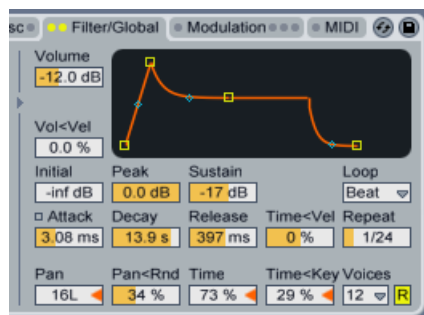 sc Filter/Global Modulation MIDI
Volume
-12.0 dB
Vol<Vel
0.0 %
Initial Peak Sustain Loop
-inf dB 0.0 dB -17 dB Beat
Attack Decay Release Time<Vel Repeat
3.08 ms 13.9 s 397 ms 0 % 1/24
Pan Pan<Rnd Time Time<Key Voices
16L 34 % 73 % 29 % 12 R